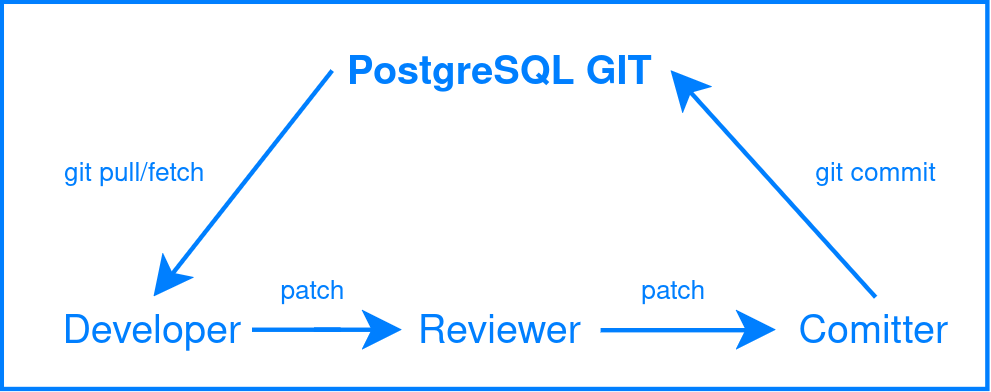 PostgreSQL GIT
git pull/fetch
git commit
patch
patch
Developer
Reviewer
Comitter